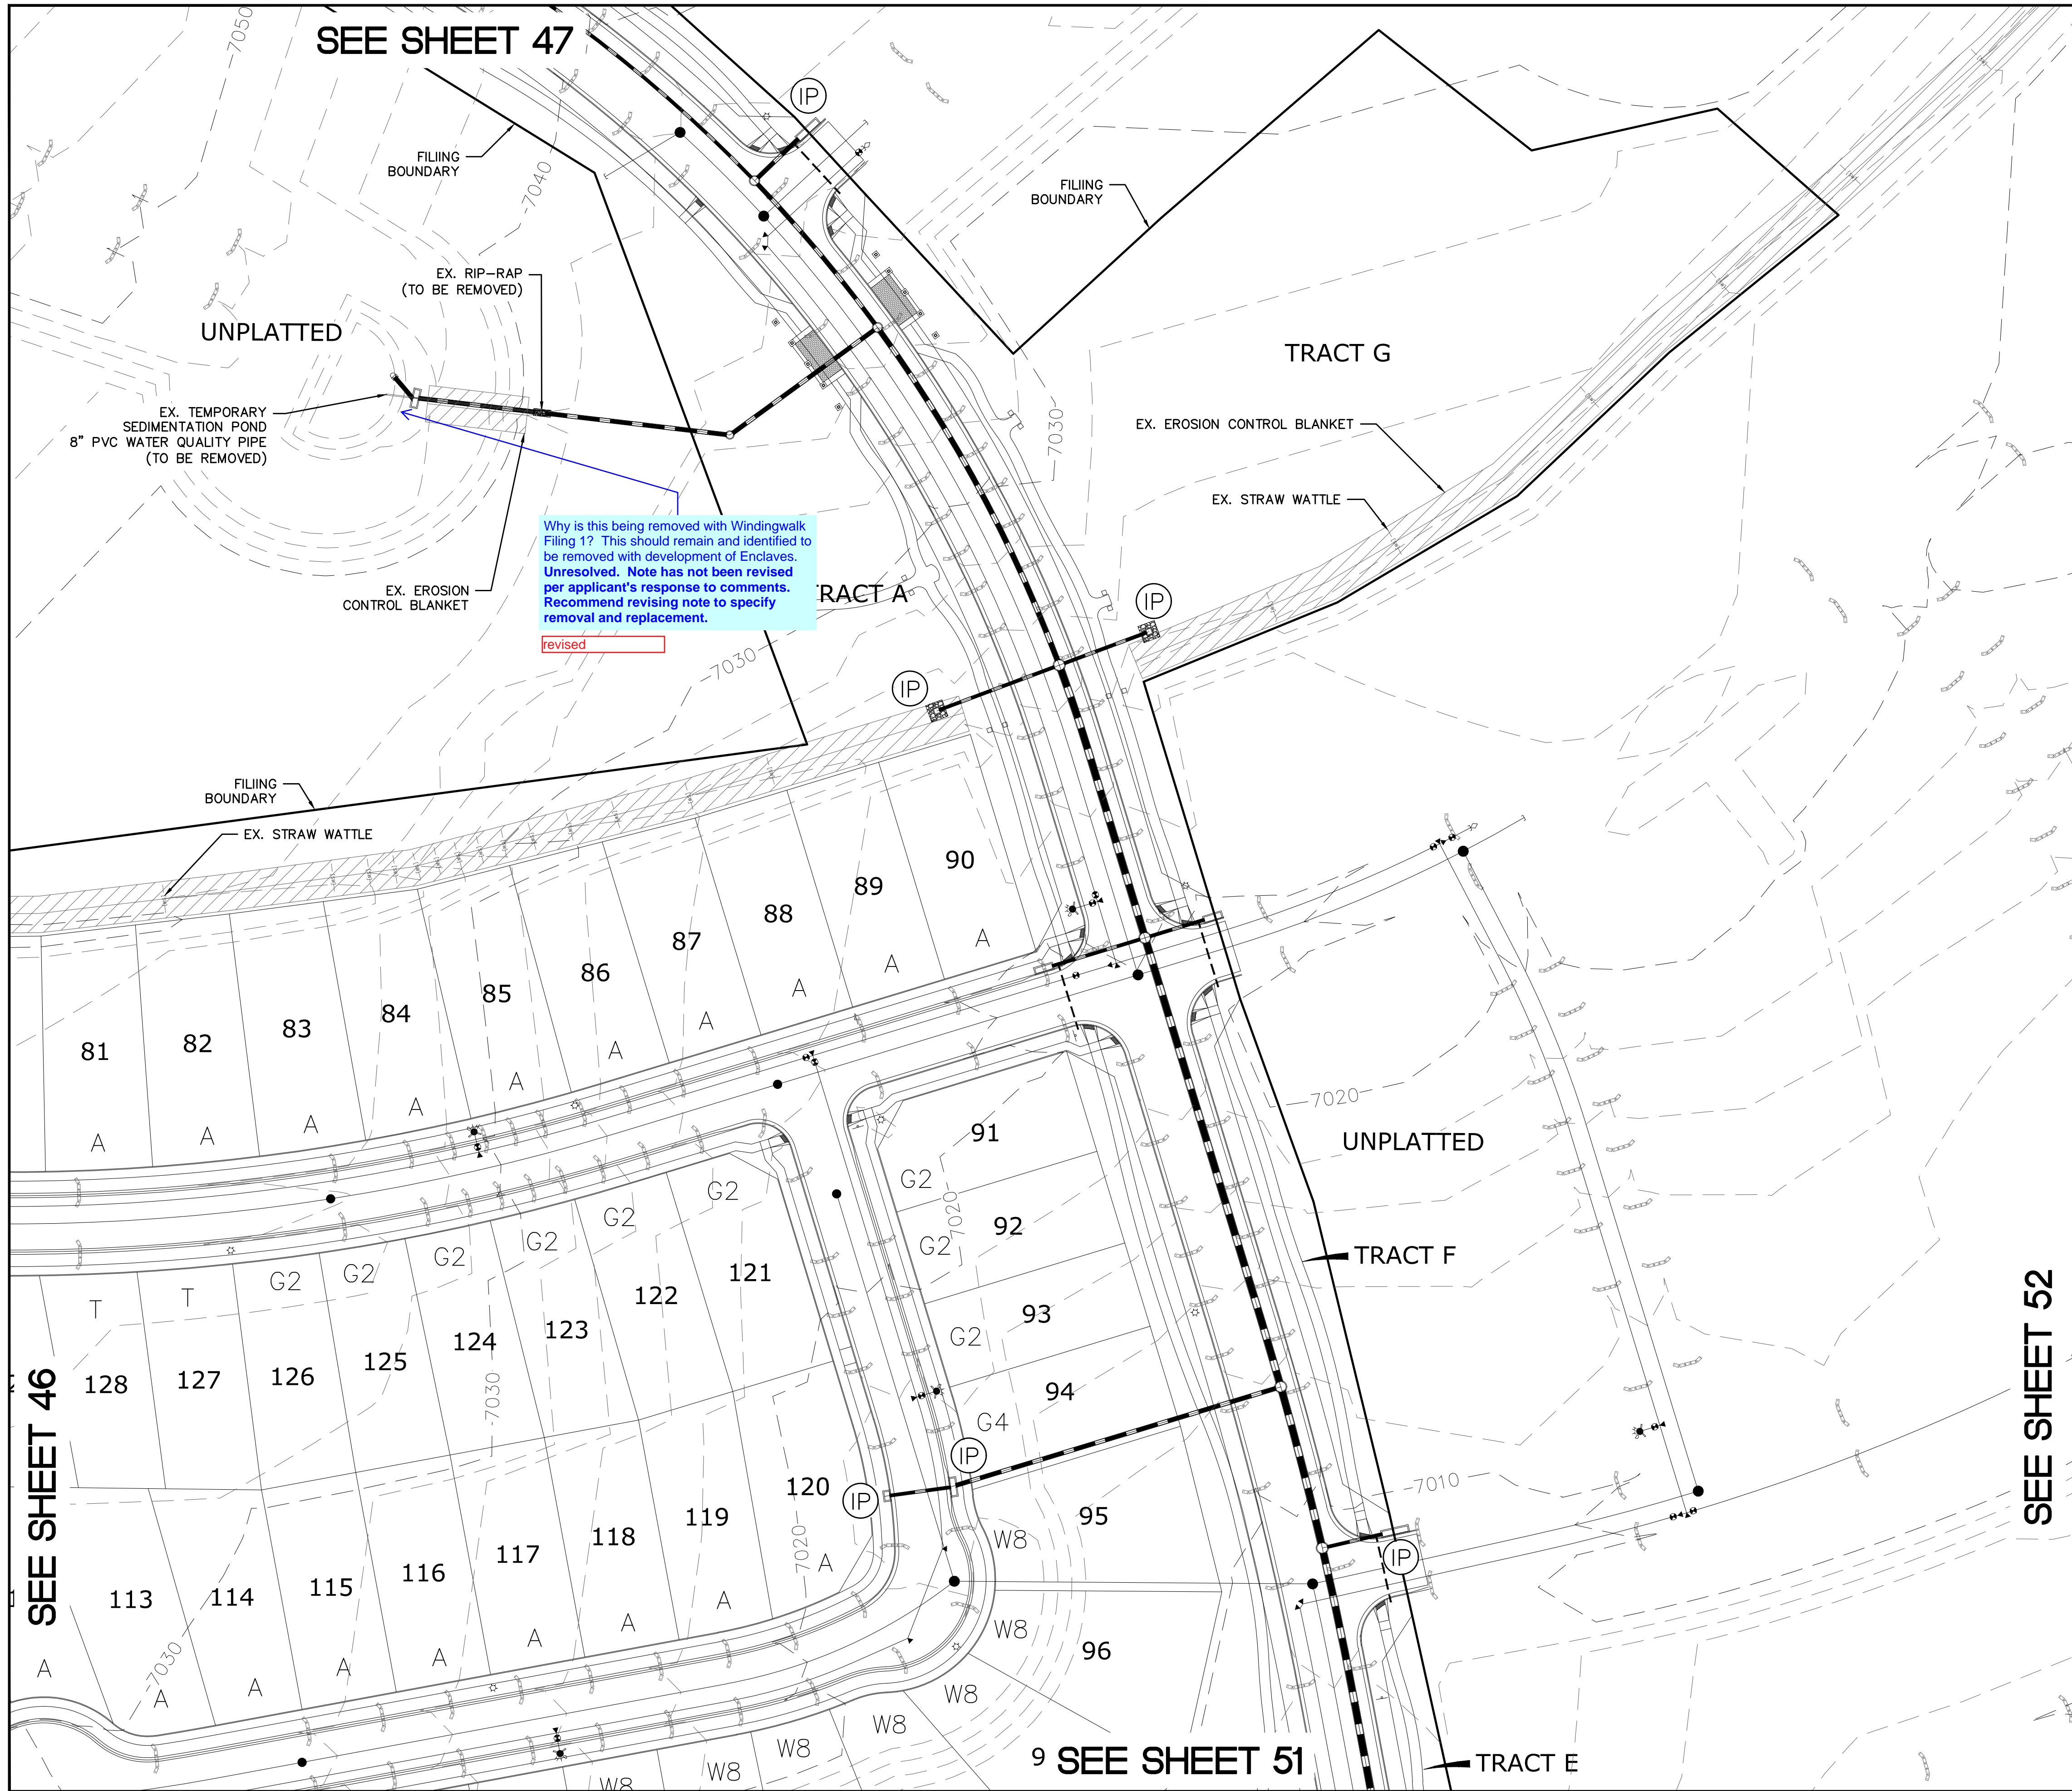 SEE SHEET 47
7050
IP
FILIING
BOUNDARY
7040
FILIING
BOUNDARY
EX. RIP-RAP
(TO BE REMOVED)
UNPLATTED
TRACT G
EX. TEMPORARY
SEDIMENTATION POND
8" PVC WATER QUALITY PIPE
(TO BE REMOVED)
7030
EX. EROSION CONTROL BLANKET
EX. STRAW WATTLE
Why is this being removed with Windingwalk
Filing 1? This should remain and identified to
be removed with development of Enclaves.
Unresolved. Note has not been revised
per applicant's response to comments.
Recommend revising note to specify
removal and replacement.
revised
EX. EROSION
CONTROL BLANKET
TRACT A
IP
7030
IP
FILIING
BOUNDARY
EX. STRAW WATTLE
90
89
88
87
86
85
84
83
82
81
A
A
A
A
A
A
A
A
A
A
7020
UNPLATTED
91
G2
7020
92
G2
93
G2
94
G4
TRACT F
G2
G2
G2
G2
G2
G2
T
T
121
122
123
124
125
126
127
128
7030
SEE SHEET 46
SEE SHEET 52
7010
IP
IP
IP
120
119
118
117
116
115
114
113
7020
95
W8
96
W8
W8
W8
W8
W8
W8
A
A
A
A
A
A
A
A
A
7030
9
SEE SHEET 51
TRACT E